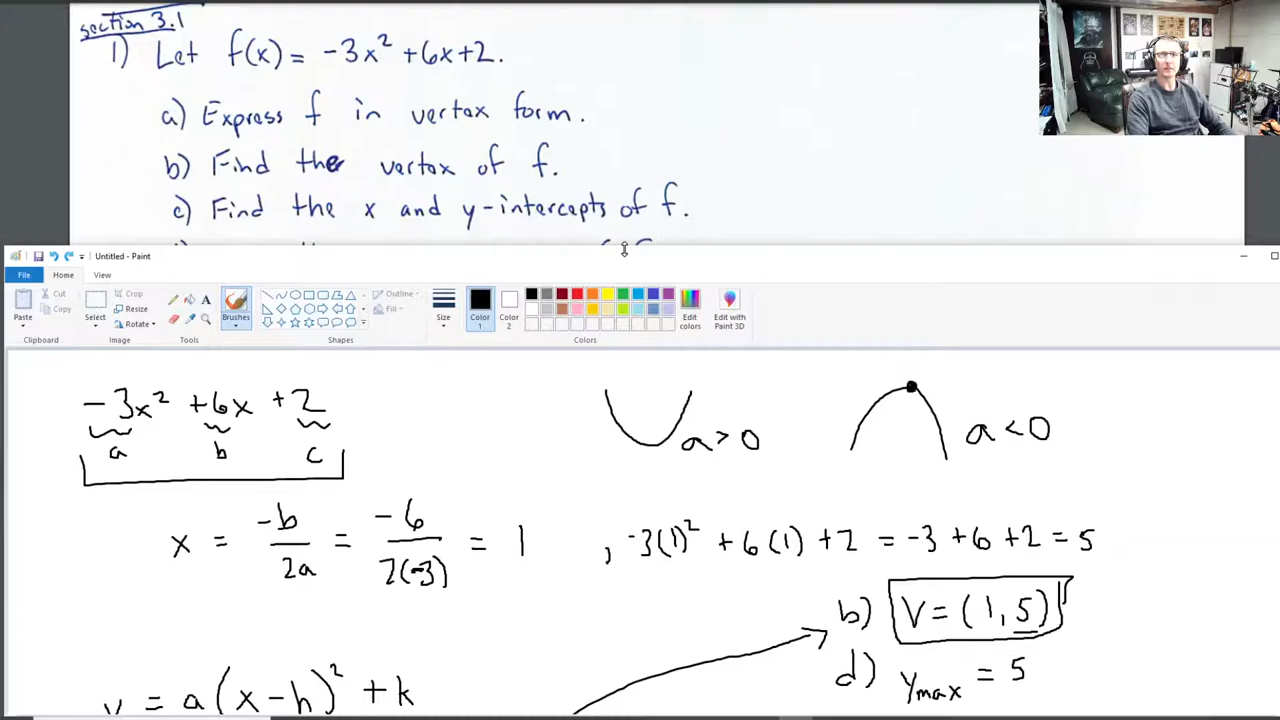 section 3.1
1) Let f(x) = -3x² + 6x + 2.
a) Express f in vertex form.
b) Find the vertex of f.
c) Find the x and y-intercepts of f.
Untitled - Paint
File Home View
Paste Cut Copy Select Crop Resize Rotate Brushes Outline Fill Size Color 1 Color 2 Edit colors Edit with Paint 3D
Clipboard Image Tools Shapes Colors
-3x² +6x +2
a b c
a > 0
a < 0
x = -b/2a = -6/2(-3) = 1 , -3(1)² + 6(1) + 2 = -3 + 6 + 2 = 5
b) V = (1, 5)
d) ymax = 5
y = a(x-h)² + k